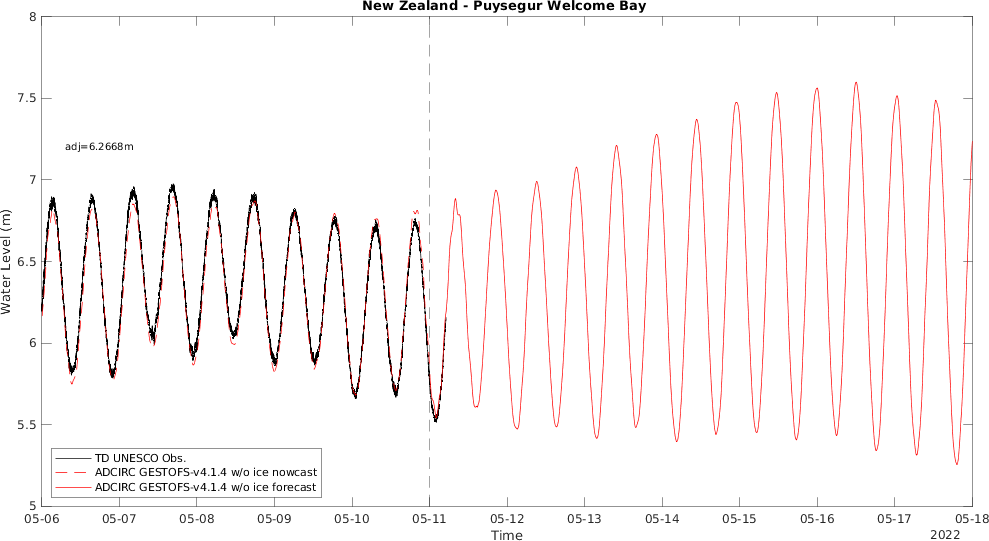 New Zealand - Puysegur Welcome Bay
8
7.5
7
6.5
6
5.5
5
Water Level (m)
adj=6.2668m
TD UNESCO Obs.
ADCIRC GESTOFS-v4.1.4 w/o ice nowcast
ADCIRC GESTOFS-v4.1.4 w/o ice forecast
05-06 05-07 05-08 05-09 05-10 05-11 05-12 05-13 05-14 05-15 05-16 05-17 05-18
Time
2022